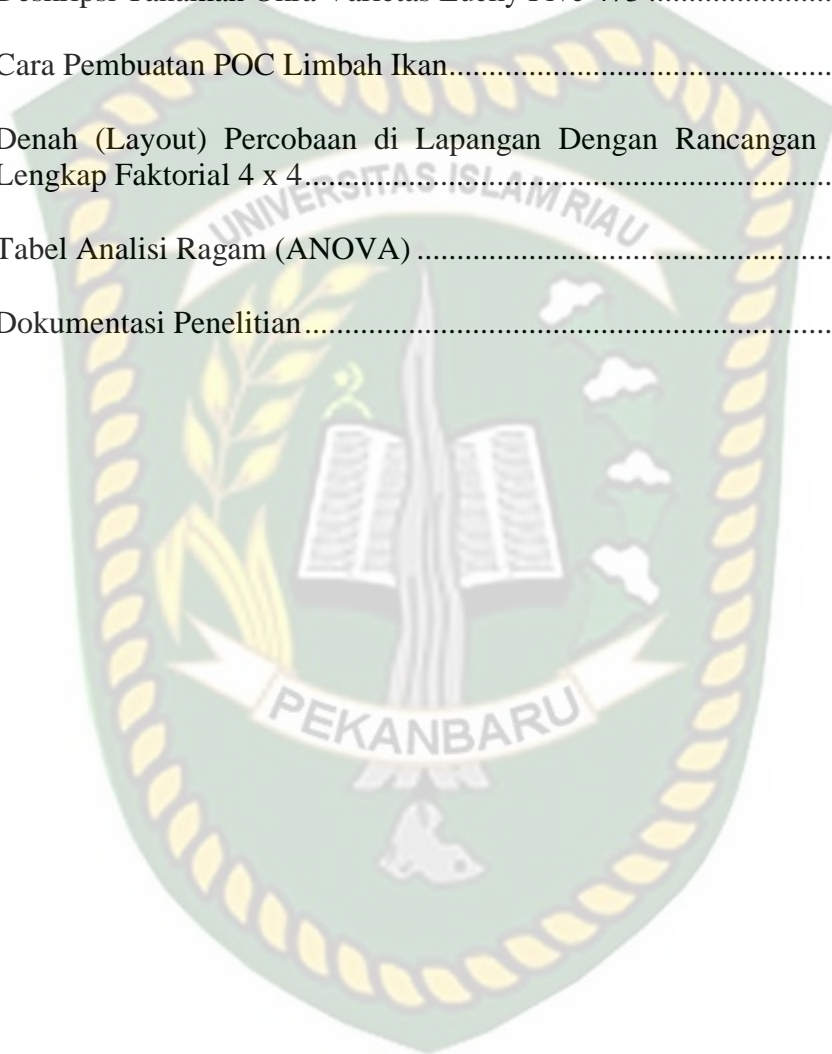 Cara Pembuatan POC Limbah Ikan
Denah (Layout) Percobaan di Lapangan Dengan Rancangan
Lengkap Faktorial 4 x 4
UNIVERSITAS ISLAM RIAU
Tabel Analisi Ragam (ANOVA)
Dokumentasi Penelitian
PEKANBARU